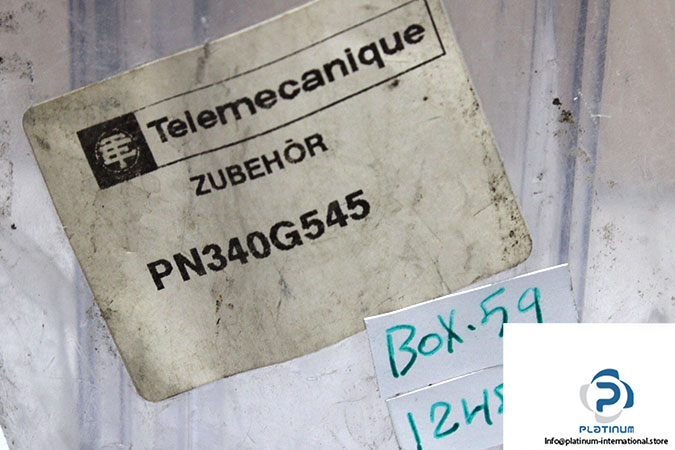 Telemecanique
ZUBEHÖR
PN340G545
BOX.59
PLATINUM
Info@platinum-international.store